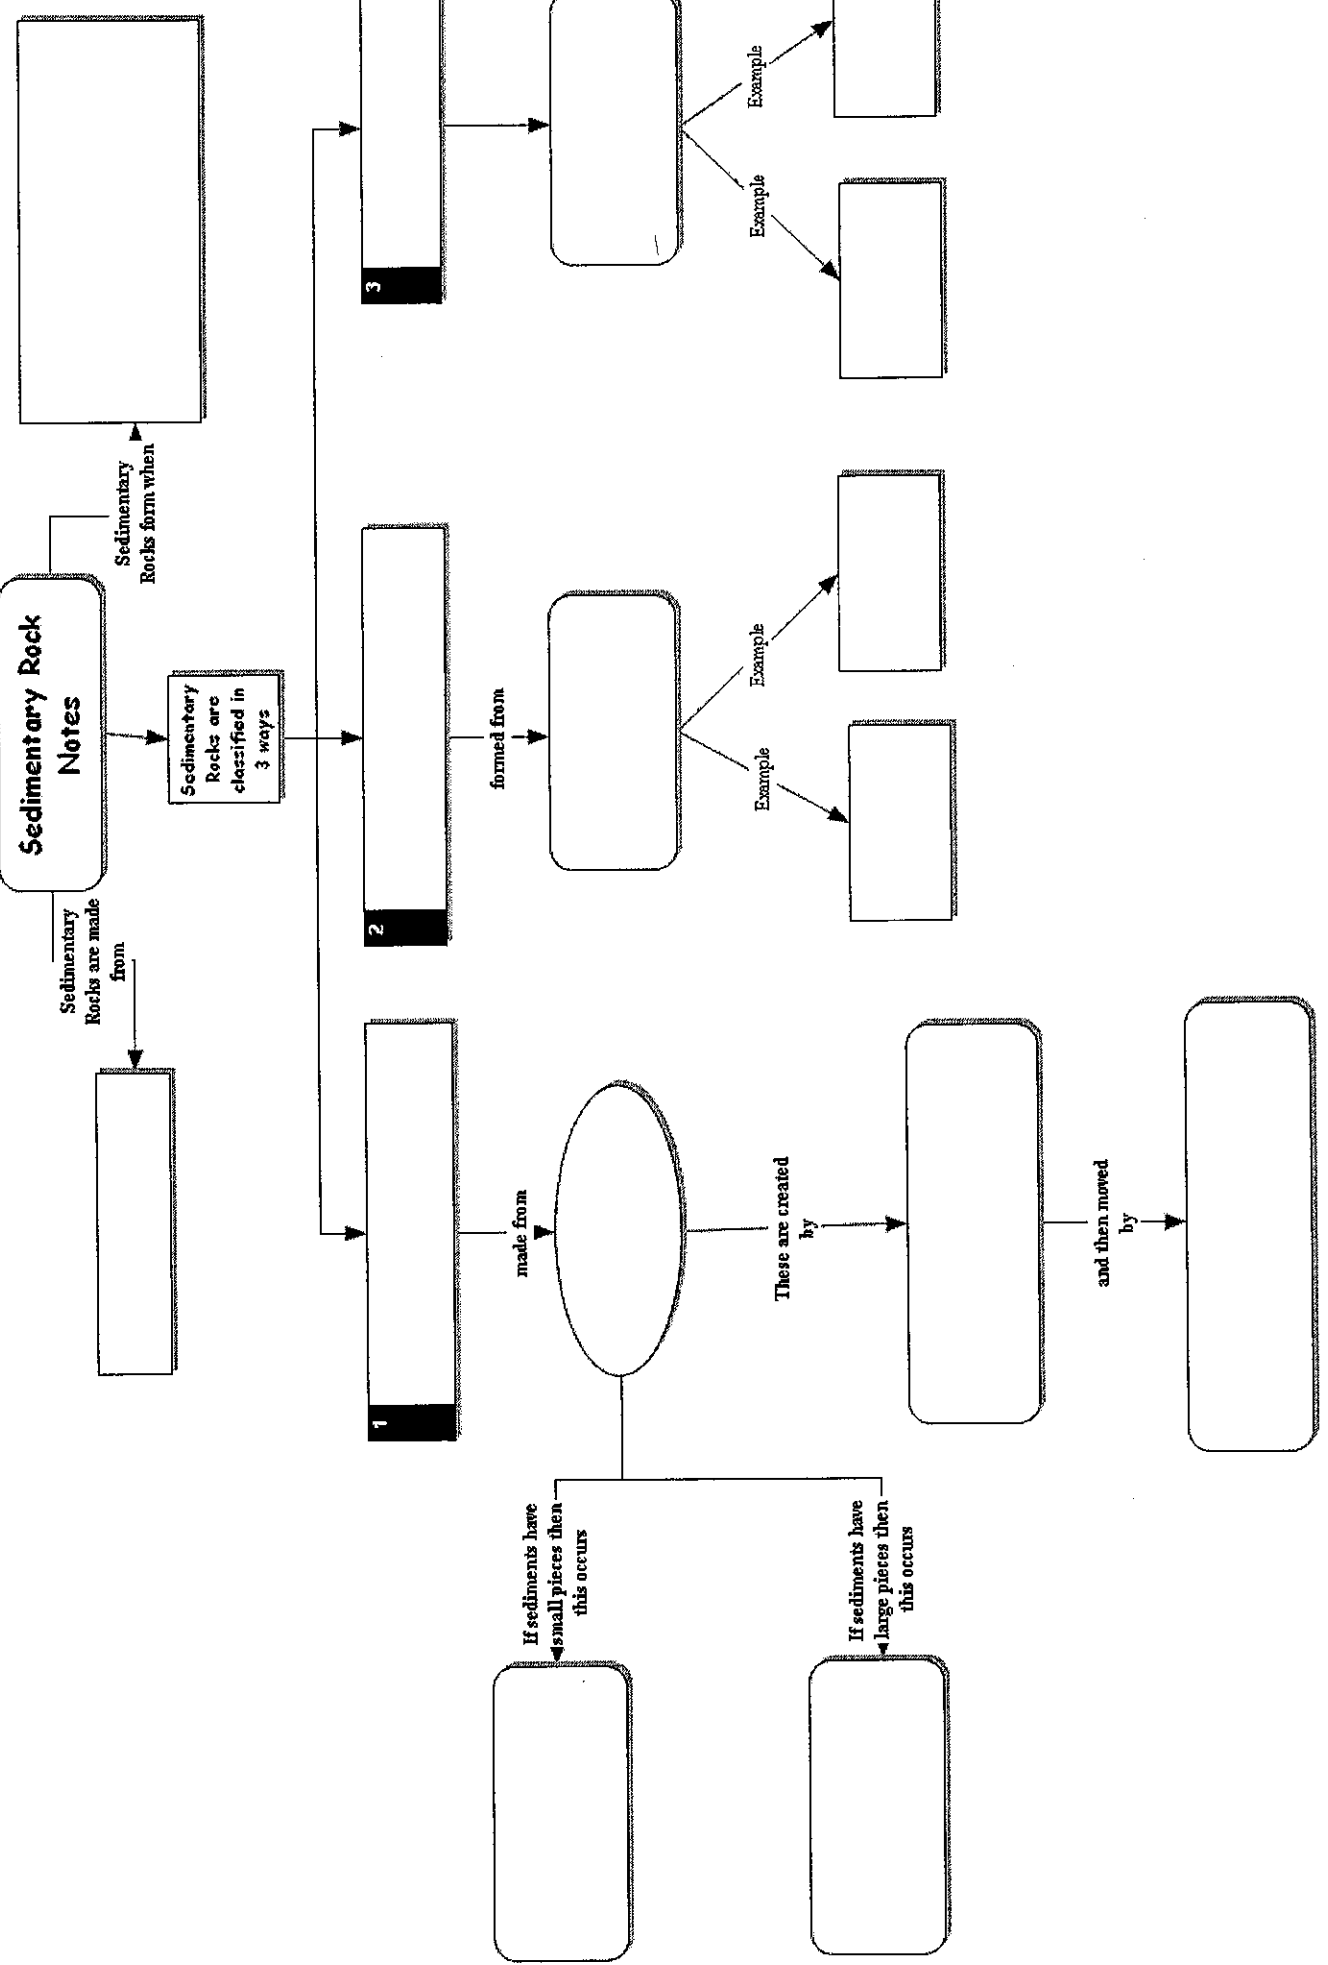 Sedimentary Rock
Notes
Sedimentary
Rocks are made
from
Sedimentary
Rocks form when
Sedimentary
Rocks are
classified in
3 ways
1
2
3
made from
formed from
If sediments have
small pieces then
this occurs
These are created
by
Example
Example
Example
Example
If sediments have
large pieces then
this occurs
and then moved
by